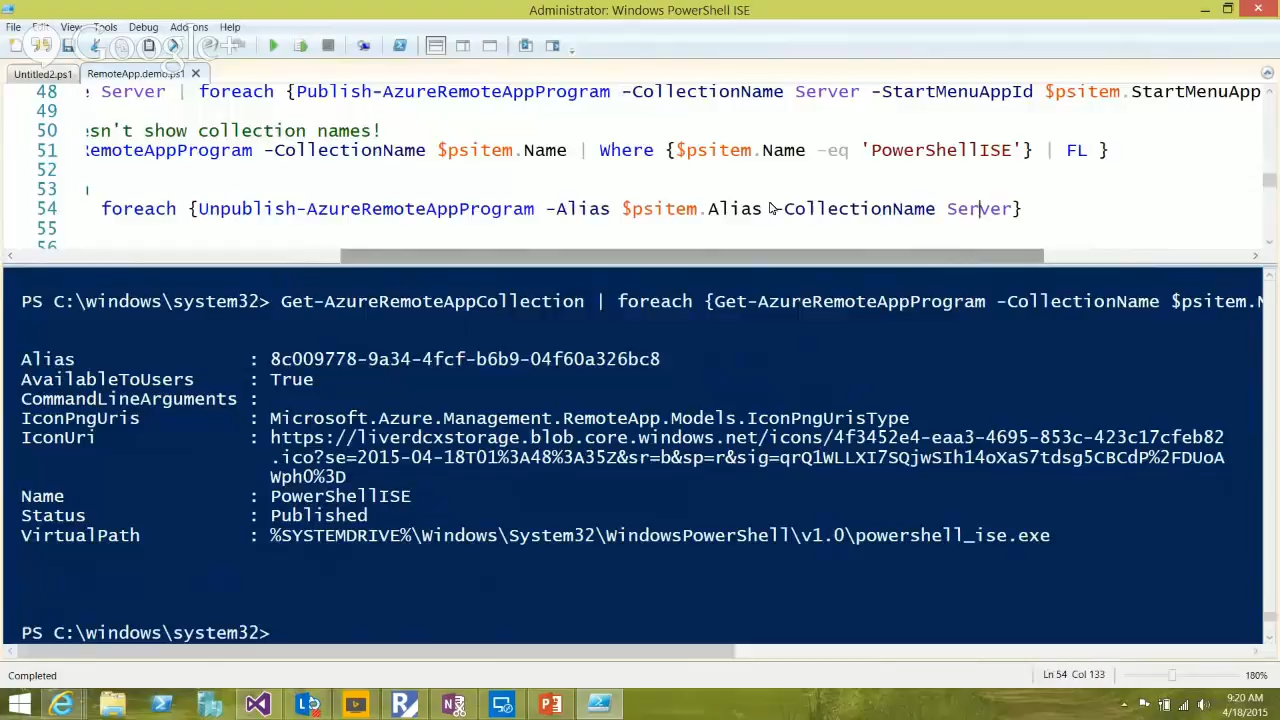 Administrator: Windows PowerShell ISE
File Edit View Tools Debug Add-ons Help
Google+
Untitled2.ps1 RemoteApp.demo.ps1
48 e Server | foreach {Publish-AzureRemoteAppProgram -CollectionName Server -StartMenuAppId $psitem.StartMenuApp
49
50 esn't show collection names!
51 RemoteAppProgram -CollectionName $psitem.Name | Where {$psitem.Name -eq 'PowerShellISE'} | FL }
52
53
54 foreach {Unpublish-AzureRemoteAppProgram -Alias $psitem.Alias -CollectionName Server}
55
56
PS C:\windows\system32> Get-AzureRemoteAppCollection | foreach {Get-AzureRemoteAppProgram -CollectionName $psitem.N
Alias : 8c009778-9a34-4fcf-b6b9-04f60a326bc8
AvailableToUsers : True
CommandLineArguments :
IconPngUris : Microsoft.Azure.Management.RemoteApp.Models.IconPngUrisType
IconUri : https://liverdcxstorage.blob.core.windows.net/icons/4f3452e4-eaa3-4695-853c-423c17cfeb82
.ico?se=2015-04-18T01%3A48%3A35Z&sr=b&sp=r&sig=qrQ1WLLXI7SQjwSIh14oXaS7tdsg5CBCdP%2FDUoA
Wph0%3D
Name : PowerShellISE
Status : Published
VirtualPath : %SYSTEMDRIVE%\Windows\System32\WindowsPowerShell\v1.0\powershell_ise.exe
PS C:\windows\system32>
Completed Ln 54 Col 133 180%
9:20 AM
4/18/2015